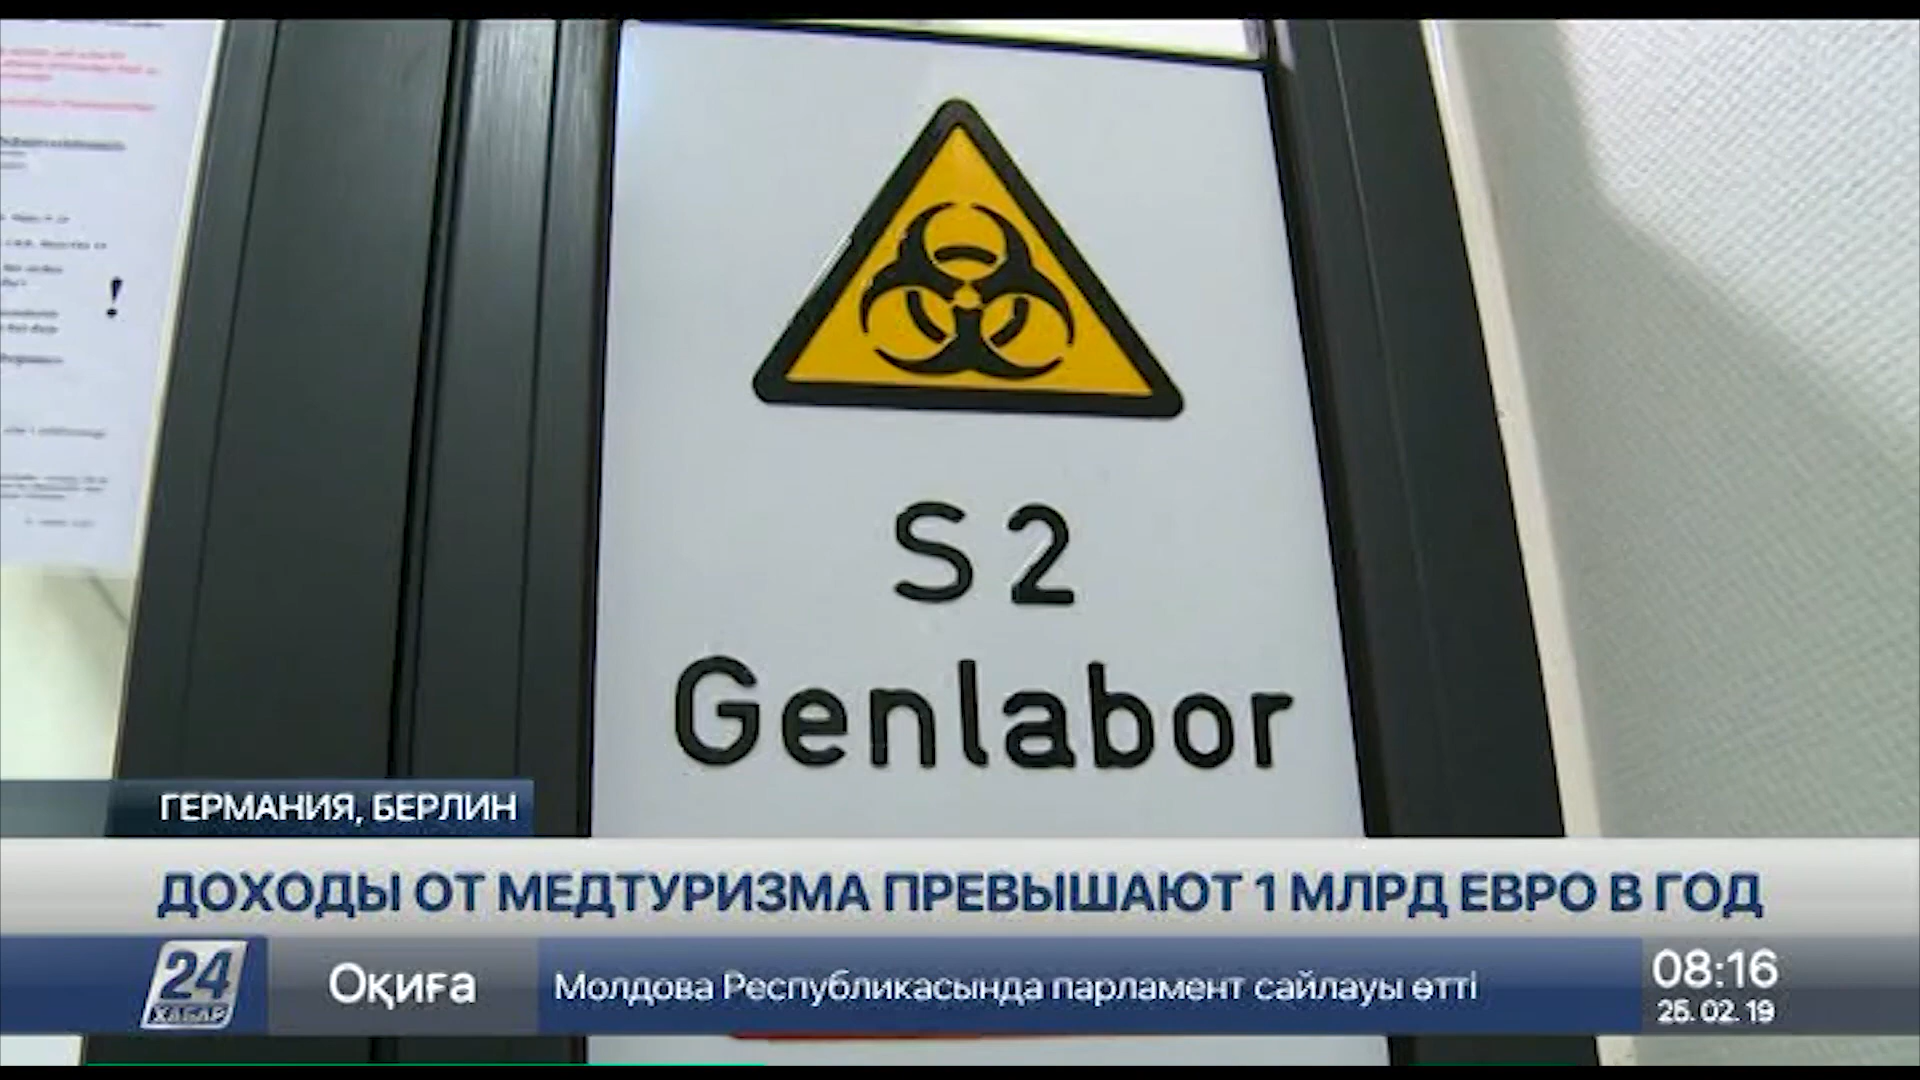 S2
Genlabor
ГЕРМАНИЯ, БЕРЛИН
ДОХОДЫ ОТ МЕДТУРИЗМА ПРЕВЫШАЮТ 1 МЛРД ЕВРО В ГОД
24
ХАБАР
Оқиға
Молдова Республикасында парламент сайлауы өтті
08:16
25. 02. 19